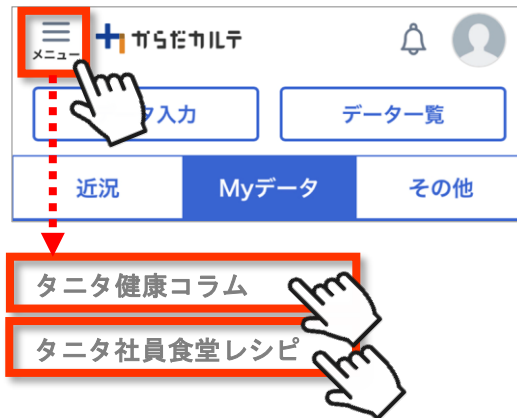 メニュー
からだカルテ
タ入力
データ一覧
近況
Myデータ
その他
タニタ健康コラム
タニタ社員食堂レシピ